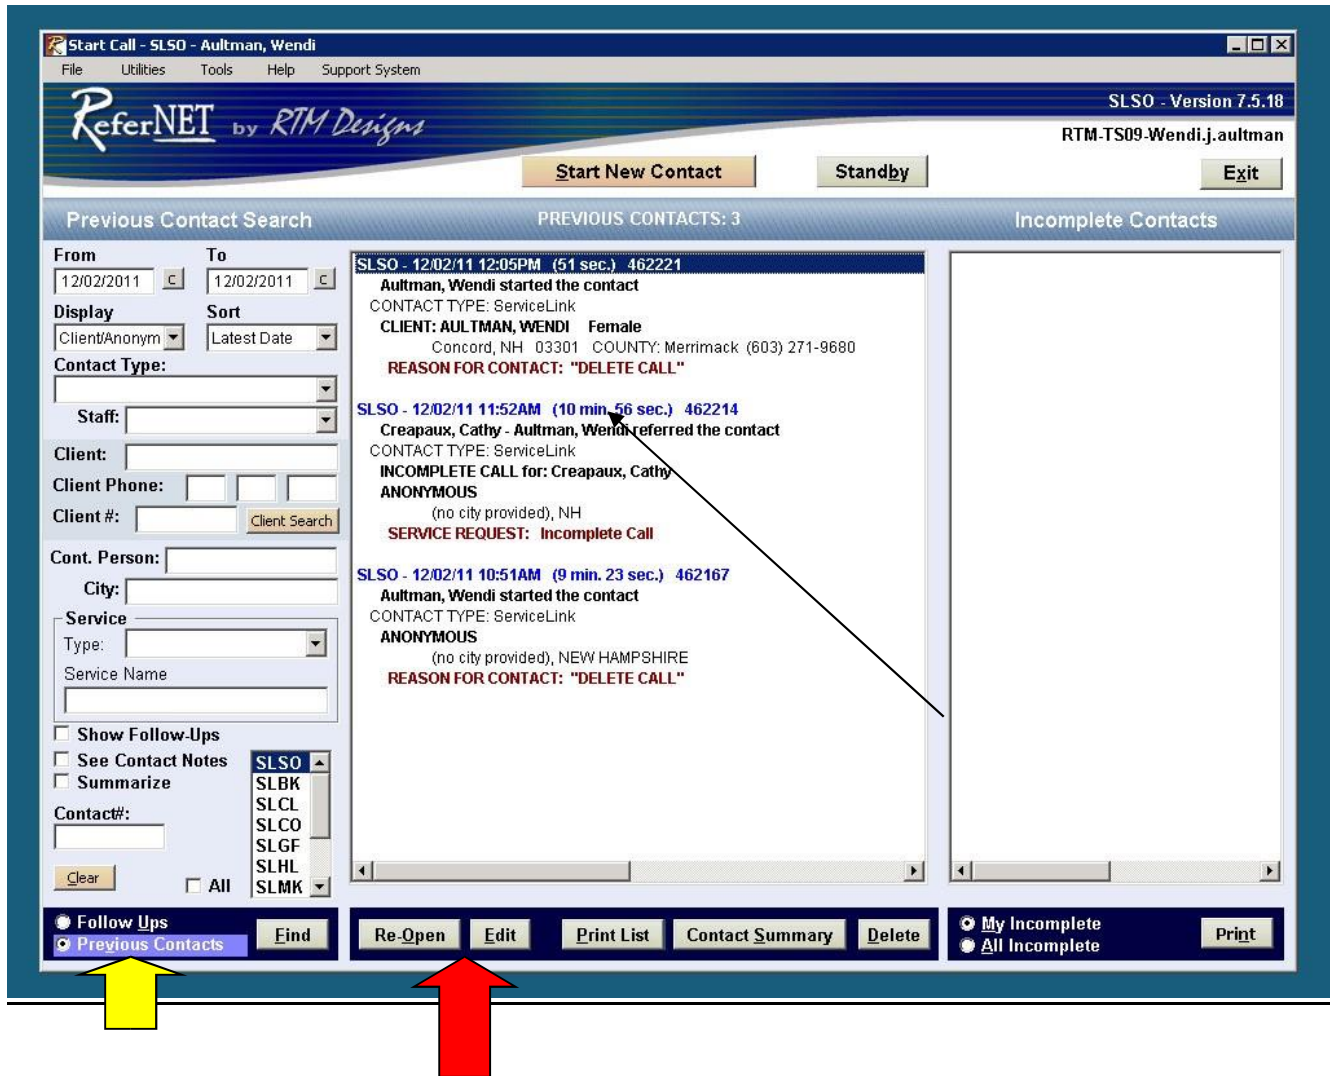 Start Call - SLSO - Aultman, Wendi
File Utilities Tools Help Support System
ReferNET by RTM Designs
SLSO - Version 7.5.18
RTM-TS09-Wendi.j.aultman
Start New Contact Standby Exit
Previous Contact Search
PREVIOUS CONTACTS: 3
Incomplete Contacts
From To
12/02/2011 C 12/02/2011 C
Display Sort
Client/Anonym Latest Date
Contact Type:
Staff:
Client:
Client Phone:
Client #: Client Search
Cont. Person:
City:
Service
Type:
Service Name
Show Follow-Ups
See Contact Notes
Summarize
Contact#:
Clear
All
SLSO
SLBK
SLCL
SLCO
SLGF
SLHL
SLMK
Follow Ups
Previous Contacts
Find
SLSO - 12/02/11 12:05PM (51 sec.) 462221
Aultman, Wendi started the contact
CONTACT TYPE: ServiceLink
CLIENT: AULTMAN, WENDI Female
Concord, NH 03301 COUNTY: Merrimack (603) 271-9680
REASON FOR CONTACT: "DELETE CALL"
SLSO - 12/02/11 11:52AM (10 min. 56 sec.) 462214
Creapaux, Cathy - Aultman, Wendi referred the contact
CONTACT TYPE: ServiceLink
INCOMPLETE CALL for: Creapaux, Cathy
ANONYMOUS
(no city provided), NH
SERVICE REQUEST: Incomplete Call
SLSO - 12/02/11 10:51AM (9 min. 23 sec.) 462167
Aultman, Wendi started the contact
CONTACT TYPE: ServiceLink
ANONYMOUS
(no city provided), NEW HAMPSHIRE
REASON FOR CONTACT: "DELETE CALL"
Re-Open Edit Print List Contact Summary Delete
My Incomplete
All Incomplete
Print